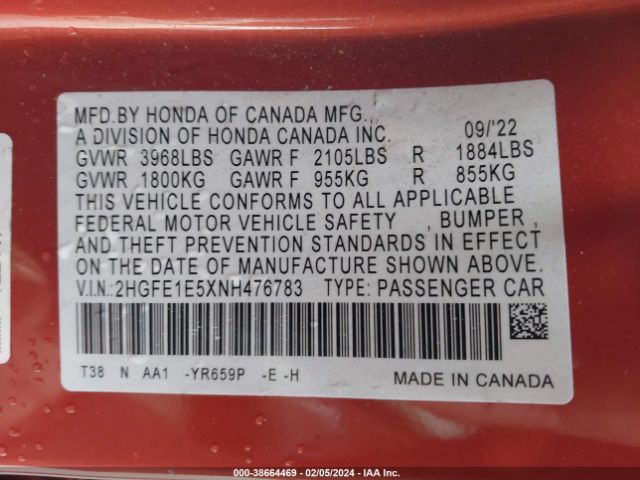 MFD.BY HONDA OF CANADA MFG.,
A DIVISION OF HONDA CANADA INC. 09/'22
GVWR 3968LBS GAWR F 2105LBS R 1884LBS
GVWR 1800KG GAWR F 955KG R 855KG
THIS VEHICLE CONFORMS TO ALL APPLICABLE
FEDERAL MOTOR VEHICLE SAFETY , BUMPER ,
AND THEFT PREVENTION STANDARDS IN EFFECT
ON THE DATE OF MANUFACTURE SHOWN ABOVE.
V.I.N.:2HGFE1E5XNH476783 TYPE: PASSENGER CAR
T38 N AA1 -YR659P -E -H MADE IN CANADA
000-38664469 - 02/05/2024 - IAAI.COM